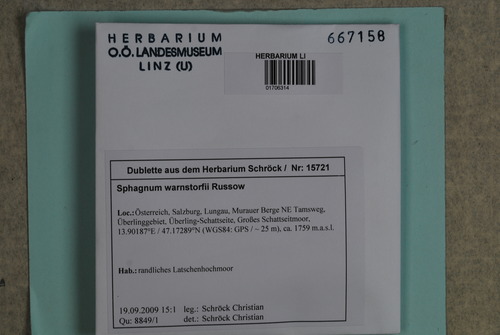 HERBARIUM
O.Ö. LANDESMUSEUM
LINZ (U)
667158
HERBARIUM LI
01706314
Dublette aus dem Herbarium Schröck / Nr: 15721
Sphagnum warnstorfii Russow
Loc.:Österreich, Salzburg, Lungau, Murauer Berge NE Tamsweg,
Überlinggebiet, Überling-Schattseite, Großes Schattseitmoor,
13.90187°E / 47.17289°N (WGS84: GPS / ~ 25 m), ca. 1759 m.a.s.l.
Hab.:randliches Latschenhochmoor
19.09.2009 15:1 leg.: Schröck Christian
Qu: 8849/1 det.: Schröck Christian